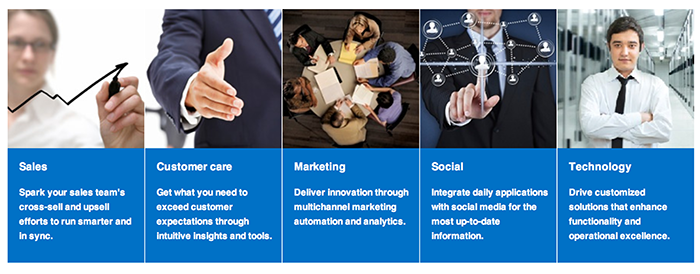 Sales
Spark your sales team's
cross-sell and upsell
efforts to run smarter and
in sync.
Customer care
Get what you need to
exceed customer
expectations through
intuitive insights and tools.
Marketing
Deliver innovation through
multichannel marketing
automation and analytics.
Social
Integrate daily applications
with social media for the
most up-to-date
information.
Technology
Drive customized
solutions that enhance
functionality and
operational excellence.